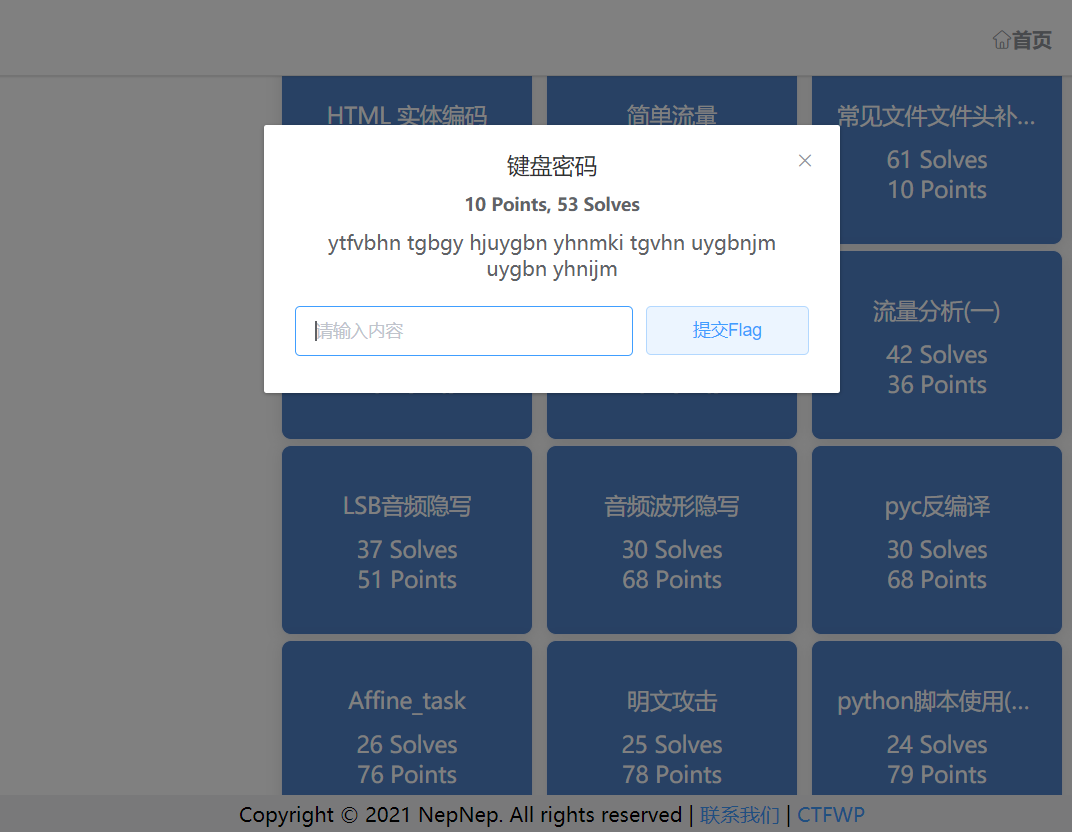 首页
HTML 实体编码
简单流量
常见文件文件头补...
61 Solves
10 Points
键盘密码
10 Points, 53 Solves
ytfvbhn tgbgy hjuygbn yhnmki tgvhn uygbnjm
uygbn yhnijm
请输入内容
提交Flag
流量分析(一)
42 Solves
36 Points
LSB音频隐写
37 Solves
51 Points
音频波形隐写
30 Solves
68 Points
pyc反编译
30 Solves
68 Points
Affine_task
26 Solves
76 Points
明文攻击
25 Solves
78 Points
python脚本使用(...
24 Solves
79 Points
Copyright © 2021 NepNep. All rights reserved | 联系我们 | CTFWP